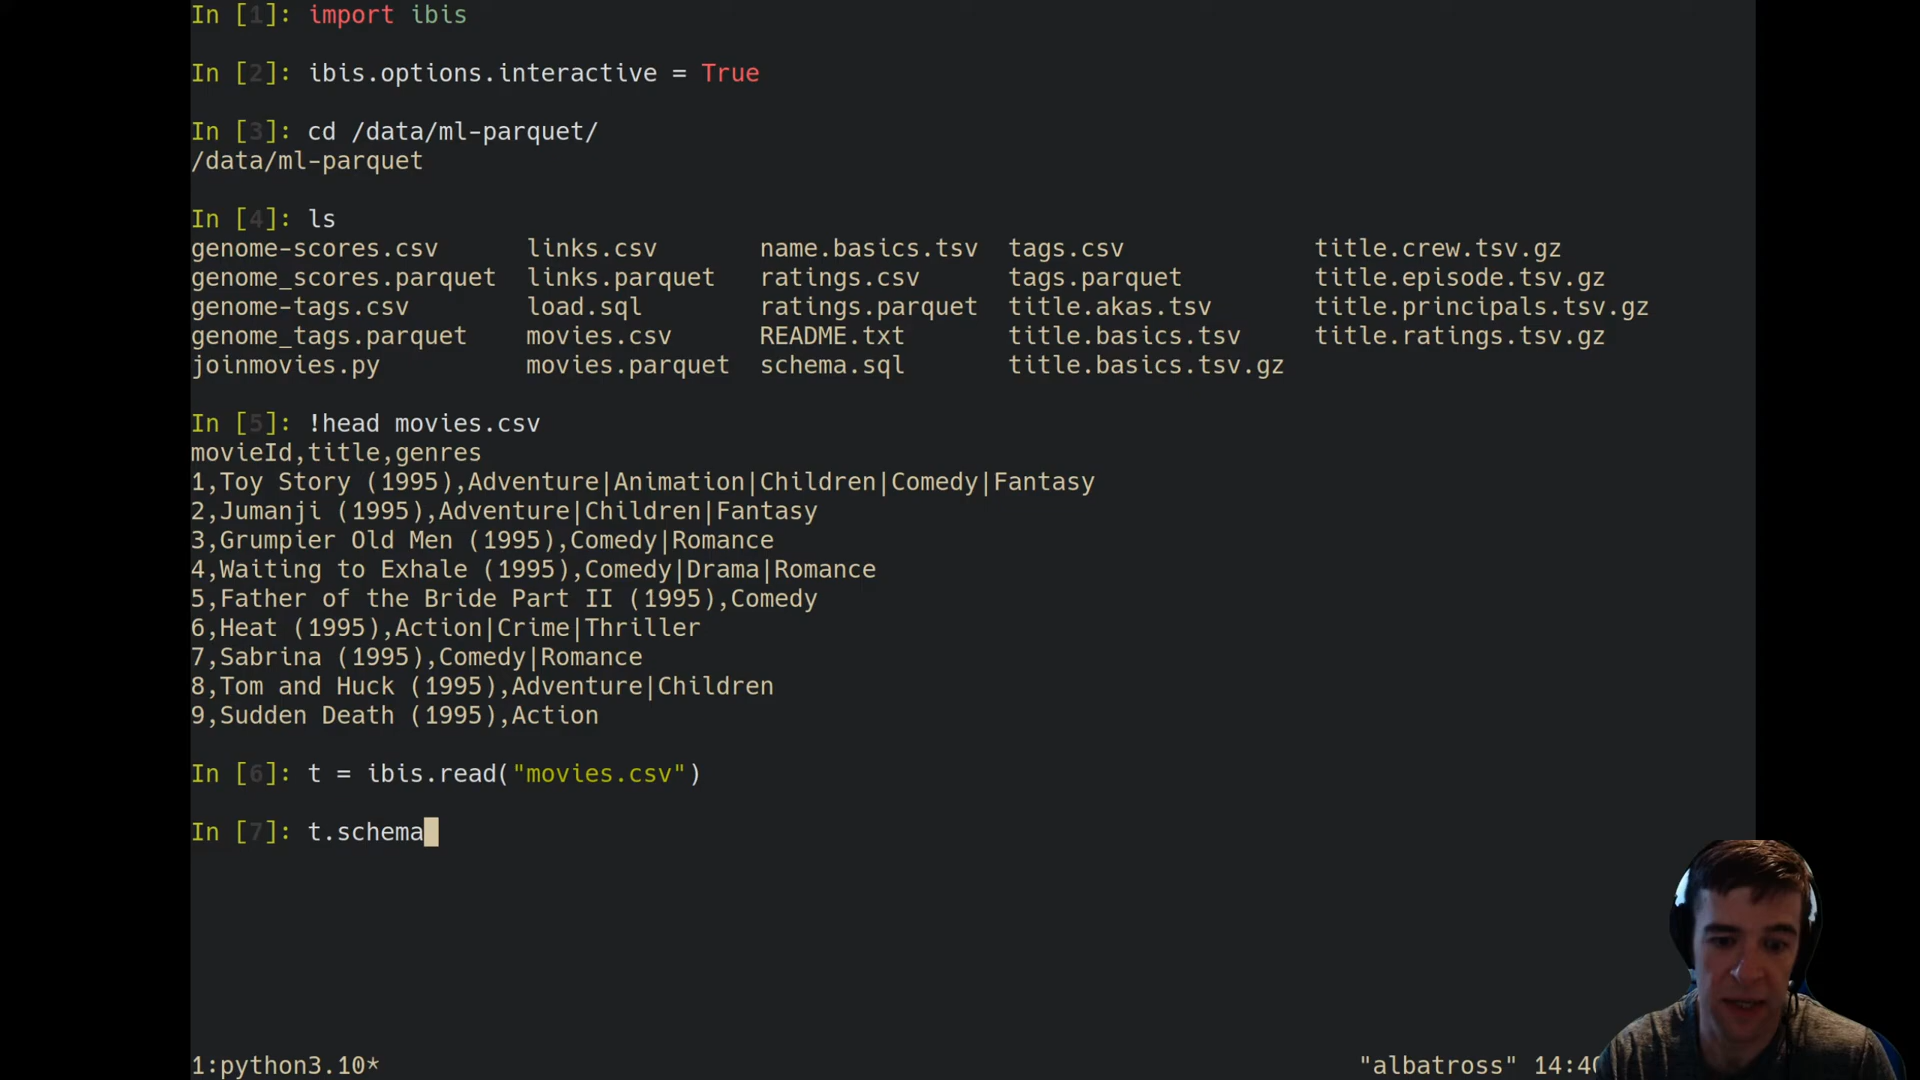 In [1]: import ibis
In [2]: ibis.options.interactive = True
In [3]: cd /data/ml-parquet/
/data/ml-parquet
In [4]: ls
genome-scores.csv links.csv name.basics.tsv tags.csv title.crew.tsv.gz
genome_scores.parquet links.parquet ratings.csv tags.parquet title.episode.tsv.gz
genome-tags.csv load.sql ratings.parquet title.akas.tsv title.principals.tsv.gz
genome_tags.parquet movies.csv README.txt title.basics.tsv title.ratings.tsv.gz
joinmovies.py movies.parquet schema.sql title.basics.tsv.gz
In [5]: !head movies.csv
movieId,title,genres
1,Toy Story (1995),Adventure|Animation|Children|Comedy|Fantasy
2,Jumanji (1995),Adventure|Children|Fantasy
3,Grumpier Old Men (1995),Comedy|Romance
4,Waiting to Exhale (1995),Comedy|Drama|Romance
5,Father of the Bride Part II (1995),Comedy
6,Heat (1995),Action|Crime|Thriller
7,Sabrina (1995),Comedy|Romance
8,Tom and Huck (1995),Adventure|Children
9,Sudden Death (1995),Action
In [6]: t = ibis.read("movies.csv")
In [7]: t.schema
1:python3.10* "albatross"